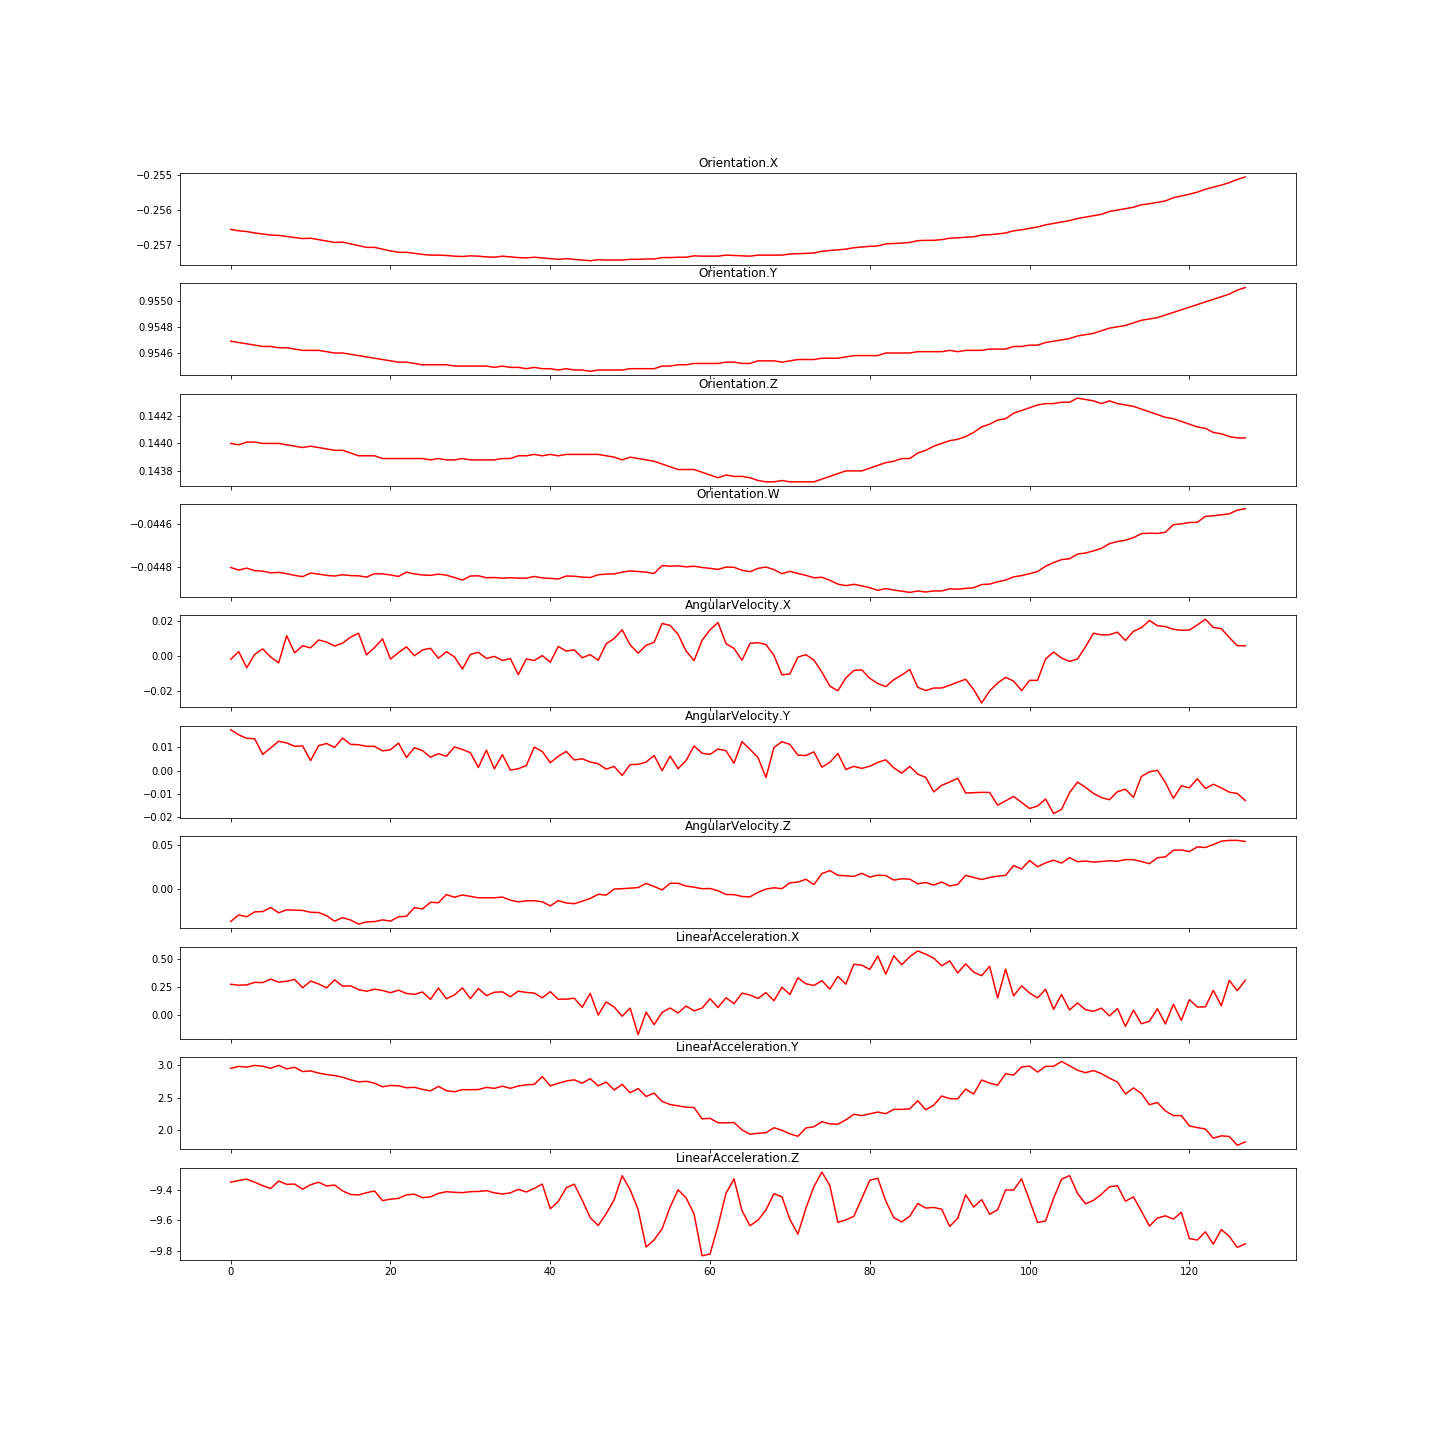 Orientation.X
−0.255
−0.256
−0.257
Orientation.Y
0.9550
0.9548
0.9546
Orientation.Z
0.1442
0.1440
0.1438
Orientation.W
−0.0446
−0.0448
AngularVelocity.X
0.02
0.00
−0.02
AngularVelocity.Y
0.01
0.00
−0.01
−0.02
AngularVelocity.Z
0.05
0.00
LinearAcceleration.X
0.50
0.25
0.00
LinearAcceleration.Y
3.0
2.5
2.0
LinearAcceleration.Z
−9.4
−9.6
−9.8
0 20 40 60 80 100 120